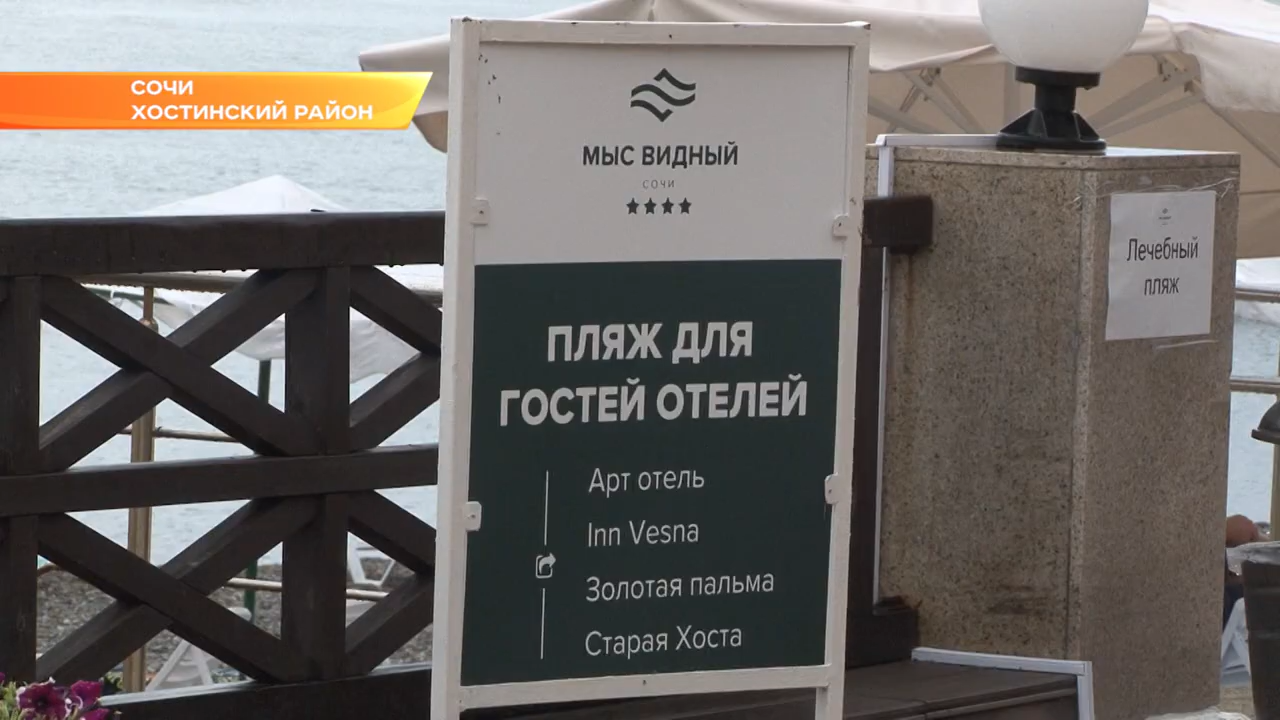 СОЧИ
ХОСТИНСКИЙ РАЙОН
МЫС ВИДНЫЙ
СОЧИ
ПЛЯЖ ДЛЯ
ГОСТЕЙ ОТЕЛЕЙ
Арт отель
Inn Vesna
Золотая пальма
Старая Хоста
Лечебный
пляж